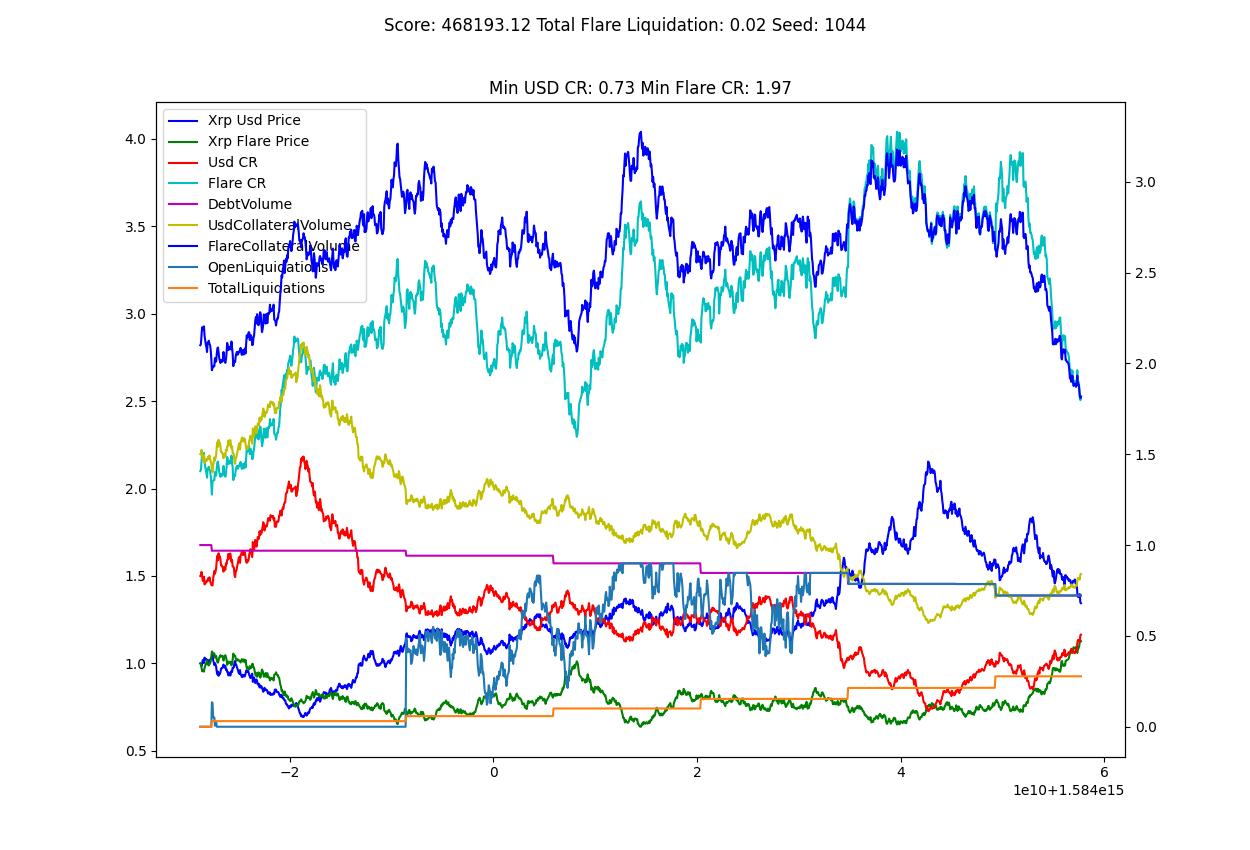 Score: 468193.12 Total Flare Liquidation: 0.02 Seed: 1044
Min USD CR: 0.73 Min Flare CR: 1.97
Xrp Usd Price
Xrp Flare Price
Usd CR
Flare CR
DebtVolume
UsdCollateralVolume
FlareCollateralVolume
OpenLiquidations
TotalLiquidations
4.0
3.5
3.0
2.5
2.0
1.5
1.0
0.5
3.0
2.5
2.0
1.5
1.0
0.5
0.0
−2
0
2
4
6
1e10+1.584e15